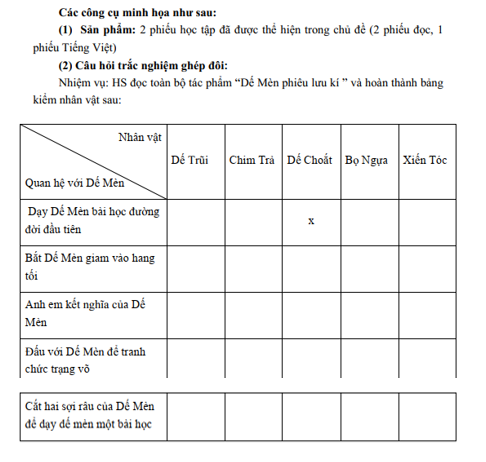 Các công cụ minh họa như sau:
(1) Sản phẩm: 2 phiếu học tập đã được thể hiện trong chủ đề (2 phiếu đọc, 1
phiếu Tiếng Việt)
(2) Câu hỏi trắc nghiệm ghép đôi:
Nhiệm vụ: HS đọc toàn bộ tác phẩm “Dế Mèn phiêu lưu kí ” và hoàn thành bảng
kiểm nhân vật sau:
Nhân vật
Quan hệ với Dế Mèn
Dế Trũi
Chim Trả
Dế Choắt
Bọ Ngựa
Xiến Tóc
Dạy Dế Mèn bài học đường
đời đầu tiên
x
Bắt Dế Mèn giam vào hang
tối
Anh em kết nghĩa của Dế
Mèn
Đấu với Dế Mèn để tranh
chức trạng võ
Cắt hai sợi râu của Dế Mèn
để dạy dế mèn một bài học